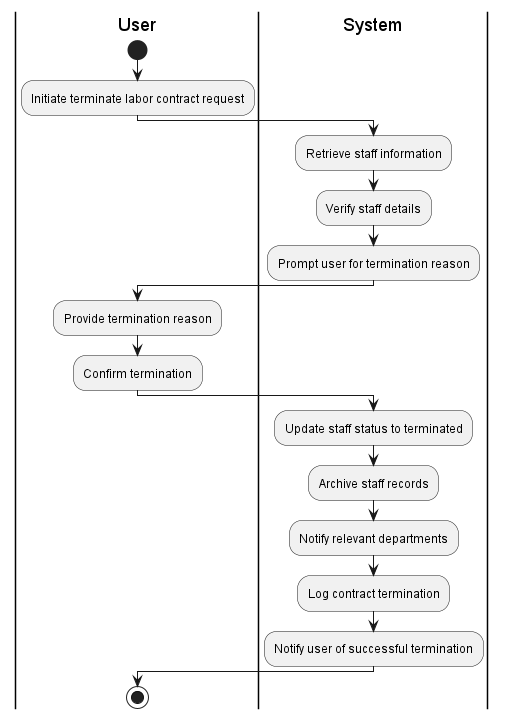 User
System
Initiate terminate labor contract request
Retrieve staff information
Verify staff details
Prompt user for termination reason
Provide termination reason
Confirm termination
Update staff status to terminated
Archive staff records
Notify relevant departments
Log contract termination
Notify user of successful termination